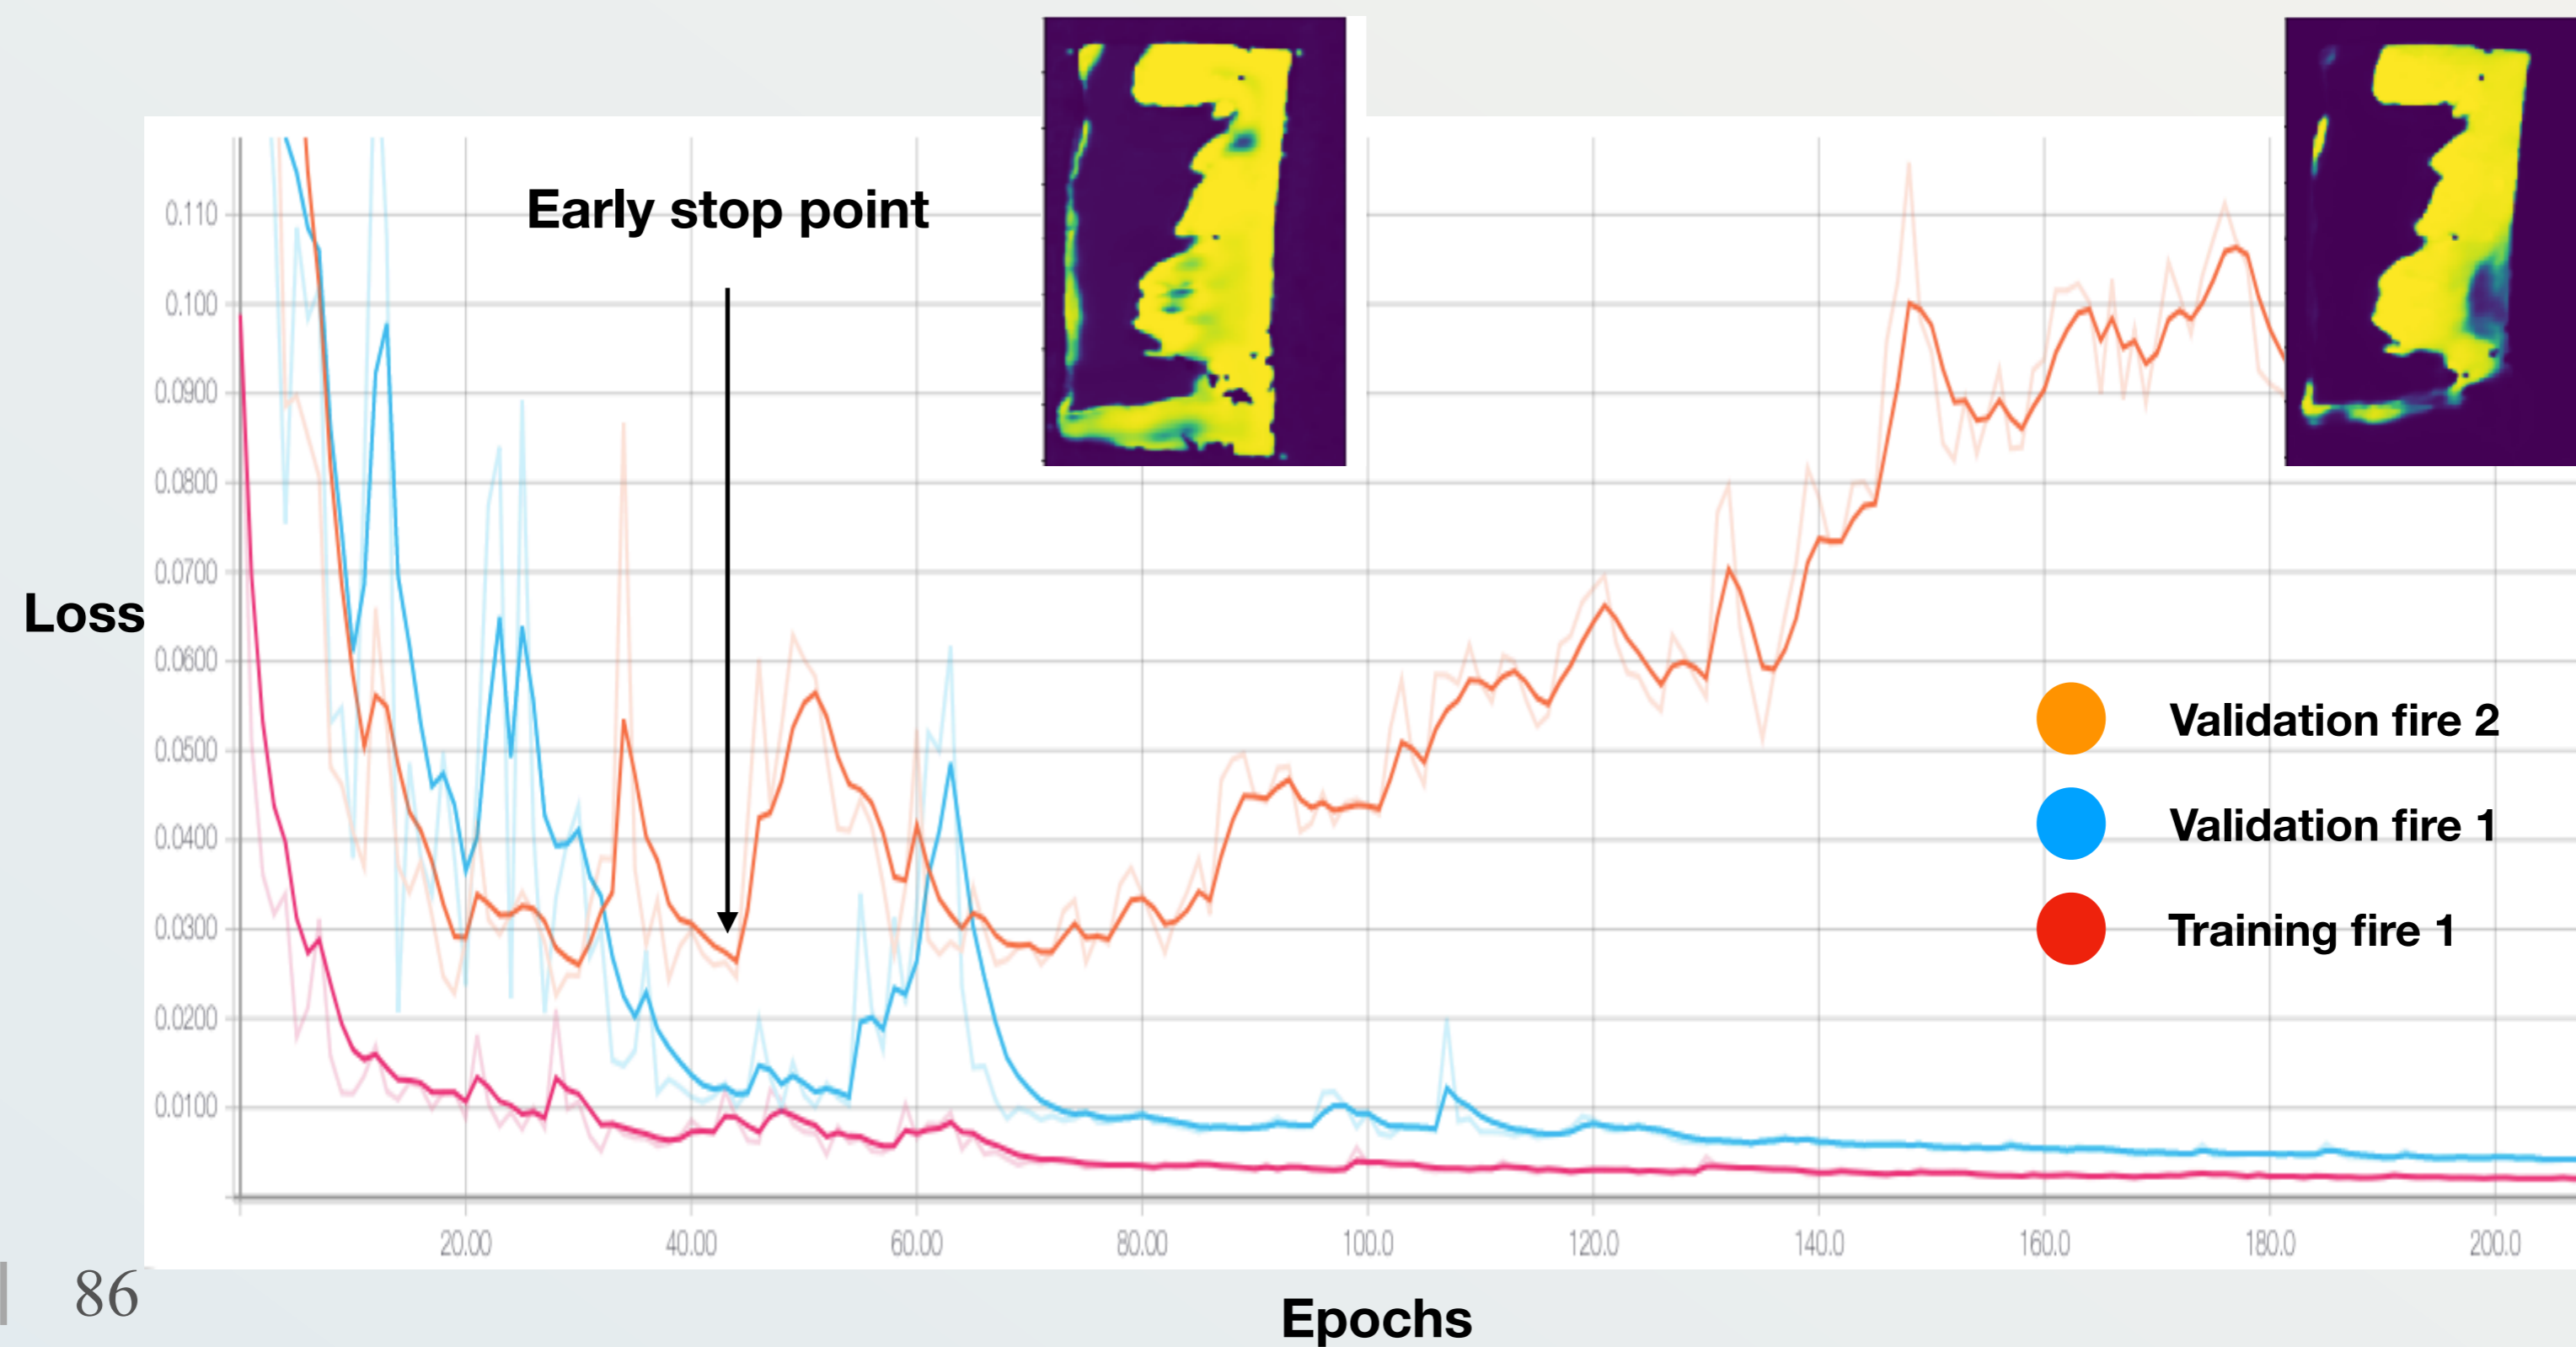 Early stop point
0.110
0.100
0.0900
0.0800
0.0700
0.0600
0.0500
0.0400
0.0300
0.0200
0.0100
Loss
Validation fire 2
Validation fire 1
Training fire 1
20.00 40.00 60.00 80.00 100.0 120.0 140.0 160.0 180.0 200.0
86
Epochs